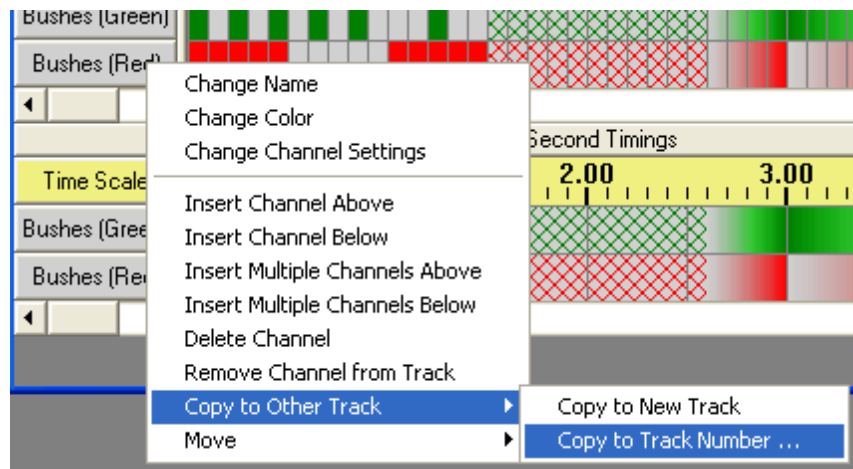 Bushes (Green)
Bushes (Red)
Change Name
Change Color
Change Channel Settings
Second Timings
Time Scale
2.00
3.00
Bushes (Gree
Insert Channel Above
Insert Channel Below
Bushes (Re
Insert Multiple Channels Above
Insert Multiple Channels Below
Delete Channel
Remove Channel from Track
Copy to Other Track
Copy to New Track
Move
Copy to Track Number ...